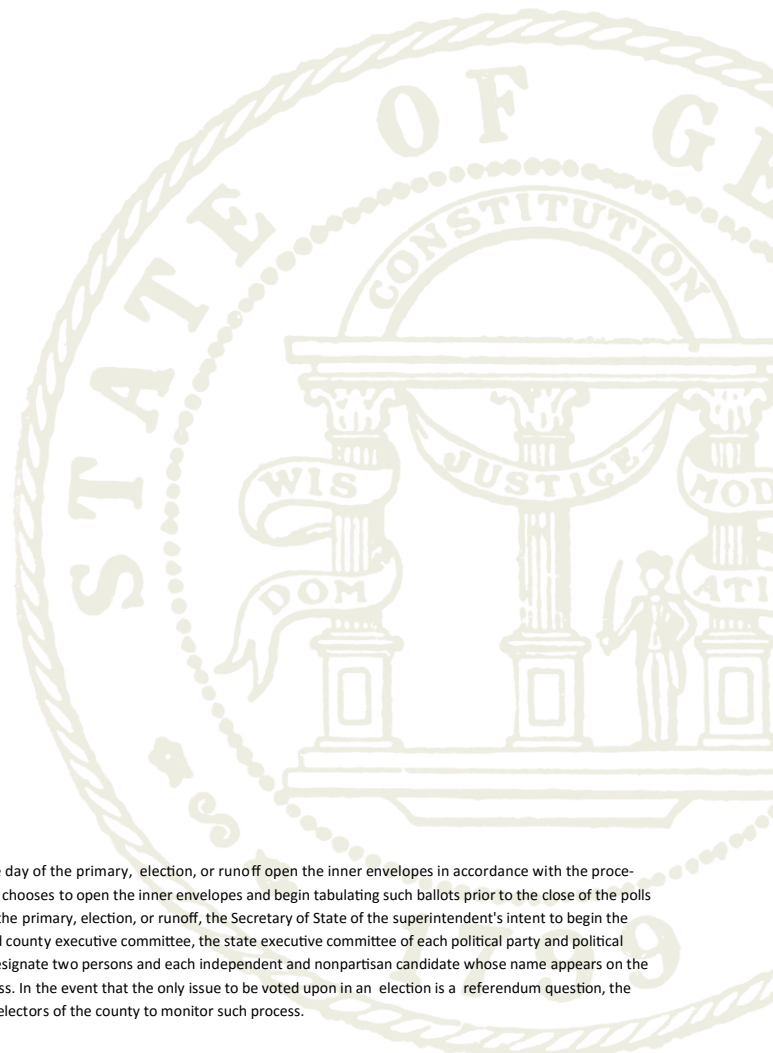 STATE OF GE
CONSTITUTION
WIS
JUSTICE
MOD
DOM
ATI
1799
day of the primary, election, or runoff open the inner envelopes in accordance with the proce-
chooses to open the inner envelopes and begin tabulating such ballots prior to the close of the polls
the primary, election, or runoff, the Secretary of State of the superintendent's intent to begin the
county executive committee, the state executive committee of each political party and political
esignate two persons and each independent and nonpartisan candidate whose name appears on the
ss. In the event that the only issue to be voted upon in an election is a referendum question, the
electors of the county to monitor such process.